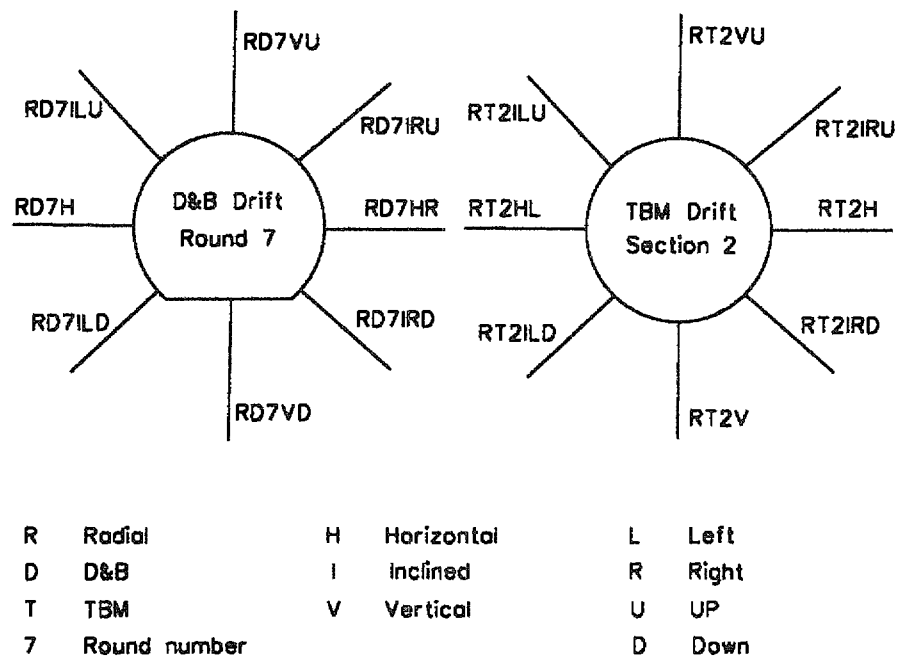 RD7VU
RD7ILU
RD7IRU
RD7H
D&B Drift
Round 7
RD7HR
RD7ILD
RD7IRD
RD7VD
RT2VU
RT2ILU
RT2IRU
RT2HL
TBM Drift
Section 2
RT2H
RT2ILD
RT2IRD
RT2V
R Radial H Horizontal L Left
D D&B I Inclined R Right
T TBM V Vertical U UP
7 Round number D Down